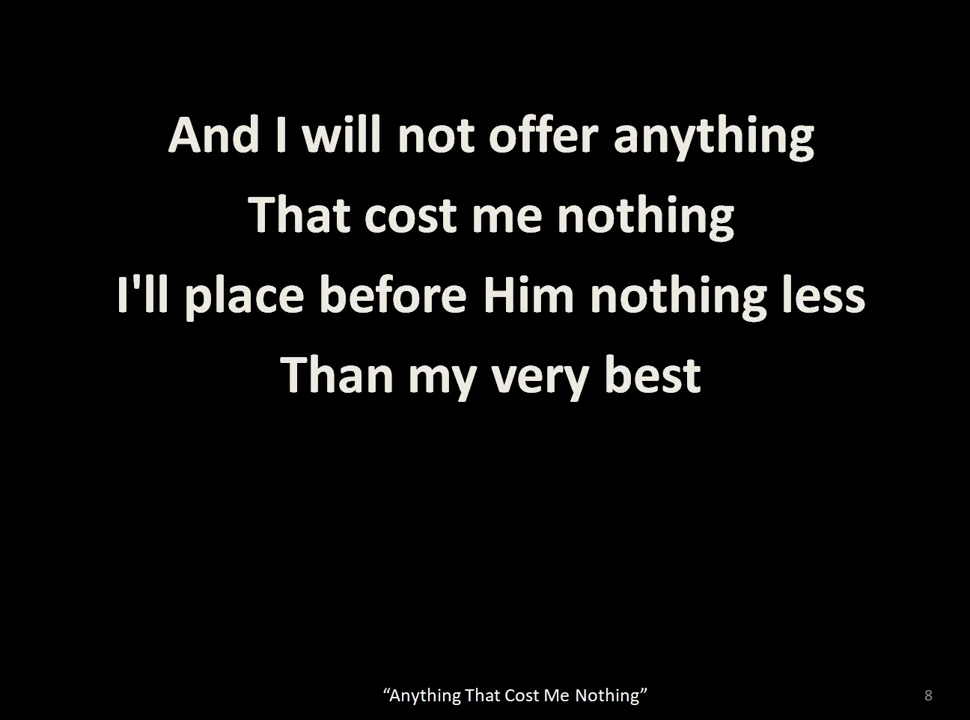 And I will not offer anything
That cost me nothing
I'll place before Him nothing less
Than my very best
“Anything That Cost Me Nothing”
8